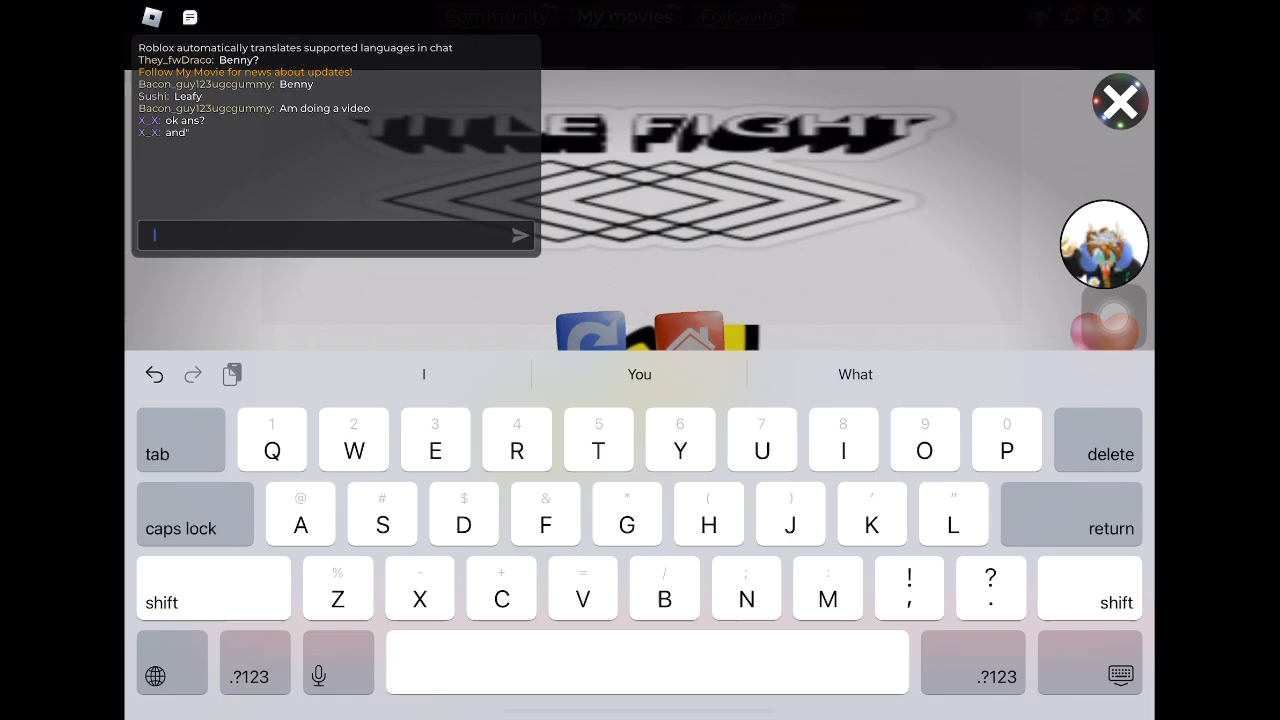 Community My movies Following
Roblox automatically translates supported languages in chat
They_fwDraco: Benny?
Follow My Movie for news about updates!
Bacon_guy123ugcgummy: Benny
Sushi: Leafy
Bacon_guy123ugcgummy: Am doing a video
X_X: ok ans?
X_X: and"
TITLE FIGHT
I You What
1 2 3 4 5 6 7 8 9 0
tab Q W E R T Y U I O P delete
@ # $ & * ( ) ' "
caps lock A S D F G H J K L return
% - + = / ; : ! ?
shift Z X C V B N M , . shift
.?123 .?123